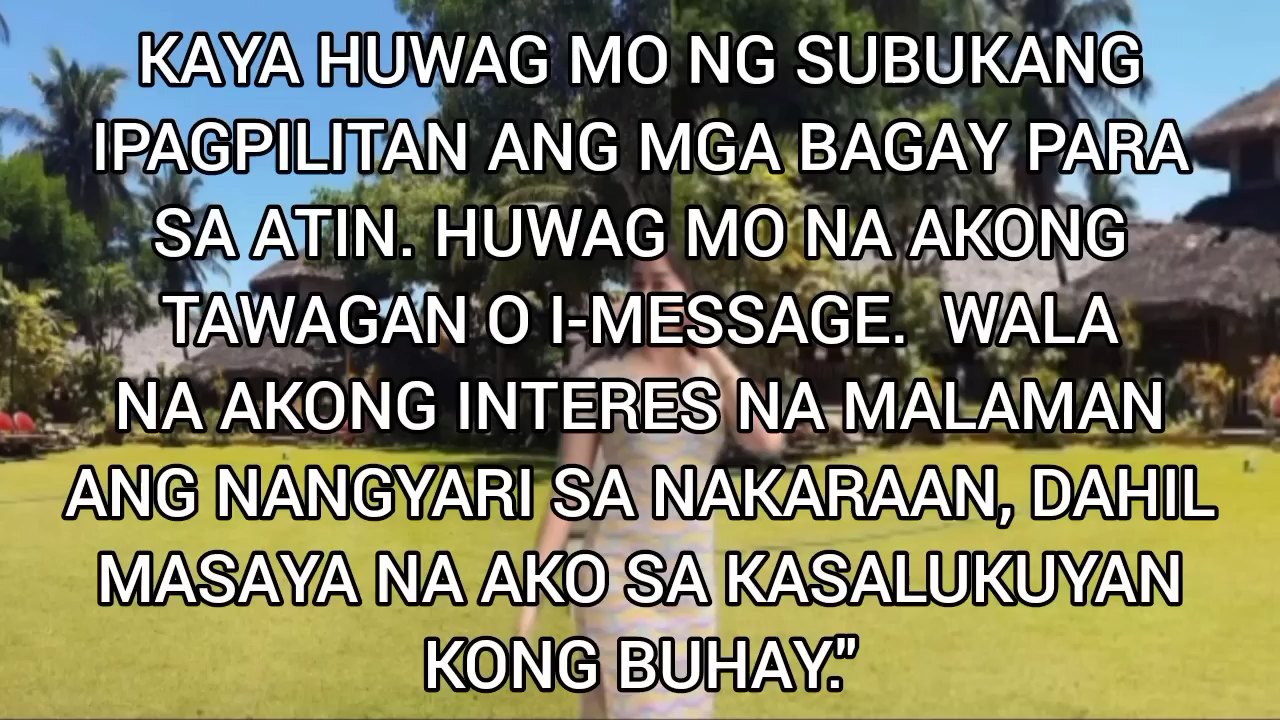 KAYA HUWAG MO NG SUBUKANG
IPAGPILITAN ANG MGA BAGAY PARA
SA ATIN. HUWAG MO NA AKONG
TAWAGAN O I-MESSAGE.  WALA
NA AKONG INTERES NA MALAMAN
ANG NANGYARI SA NAKARAAN, DAHIL
MASAYA NA AKO SA KASALUKUYAN
KONG BUHAY."